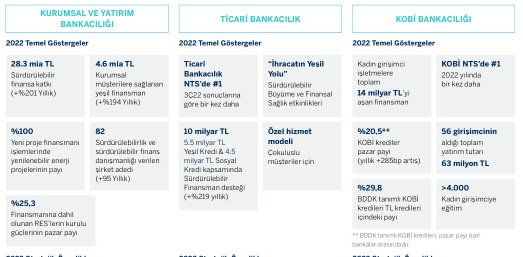 KURUMSAL VE YATIRIM
BANKACILIĞI
2022 Temel Göstergeler
28.3 mia TL
Sürdürülebilir
finansa katkı
(+%201 Yıllık)
4.6 mia TL
Kurumsal
müşterilere sağlanan
yeşil finansman
(+%194 Yıllık)
%100
Yeni proje finansmanı
işlemlerinde
yenilenebilir enerji
projelerinin payı
82
Sürdürülebilirlik ve
sürdürülebilir finans
danışmanlığı verilen
şirket adedi
(+95 Yıllık)
%25,3
Finansmanına dahil
olunan RES'lerin kurulu
güçlerinin pazar payı
TİCARİ BANKACILIK
2022 Temel Göstergeler
Ticari
Bankacılık
NTS'de #1
3Ç22 sonuçlarına
göre bir kez daha
"İhracatın Yeşil
Yolu"
Sürdürülebilir
Büyüme ve Finansal
Sağlık etkinlikleri
10 milyar TL
5.5 milyar TL
Yeşil Kredi & 4.5
milyar TL Sosyal
Kredi kapsamında
Sürdürülebilir
Finansman desteği
(+%219 yıllık)
Özel hizmet
modeli
Çokuluslu
müşteriler için
KOBİ BANKACILIĞI
2022 Temel Göstergeler
Kadın girişimci
işletmelere
toplam
14 milyar TL'yi
aşan finansman
KOBİ NTS'de #1
2022 yılında
bir kez daha
%20,5**
KOBİ krediler
pazar payı
(yıllık +285bp artış)
56 girişimcinin
aldığı toplam
yatırım tutarı
63 milyon TL
%29,8
BDDK tanımlı KOBİ
kredileri TL kredileri
içindeki payı
>4.000
Kadın girişimciye
eğitim
** BDDK tanımlı KOBİ kredileri, pazar payı özel
bankalar arasındadır.